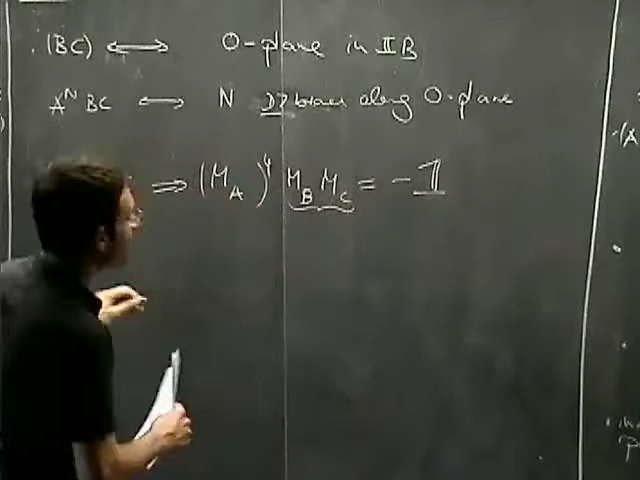 (BC) ⟷ O-plane in IIB
A^N BC ⟷ N D7 branes along O-plane
⇒ (M_A)^4 M_B M_C = -𝟙
(A